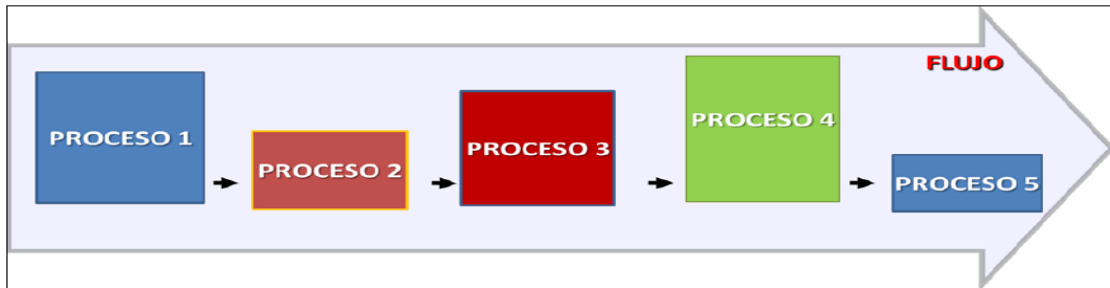 FLUJO
PROCESO 1
PROCESO 2
PROCESO 3
PROCESO 4
PROCESO 5